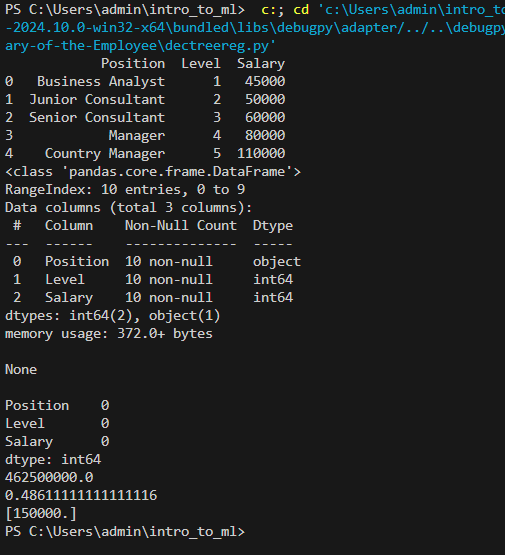 PS C:\Users\admin\intro_to_ml>  c:; cd 'c:\Users\admin\intro_to
-2024.10.0-win32-x64\bundled\libs\debugpy\adapter/../..\debugpy
ary-of-the-Employee\dectreereg.py'
            Position  Level  Salary
0   Business Analyst      1   45000
1  Junior Consultant      2   50000
2  Senior Consultant      3   60000
3            Manager      4   80000
4    Country Manager      5  110000
<class 'pandas.core.frame.DataFrame'>
RangeIndex: 10 entries, 0 to 9
Data columns (total 3 columns):
 #   Column    Non-Null Count  Dtype
---  ------    --------------  -----
 0   Position  10 non-null     object
 1   Level     10 non-null     int64
 2   Salary    10 non-null     int64
dtypes: int64(2), object(1)
memory usage: 372.0+ bytes
None
Position    0
Level       0
Salary      0
dtype: int64
462500000.0
0.48611111111111116
[150000.]
PS C:\Users\admin\intro_to_ml>